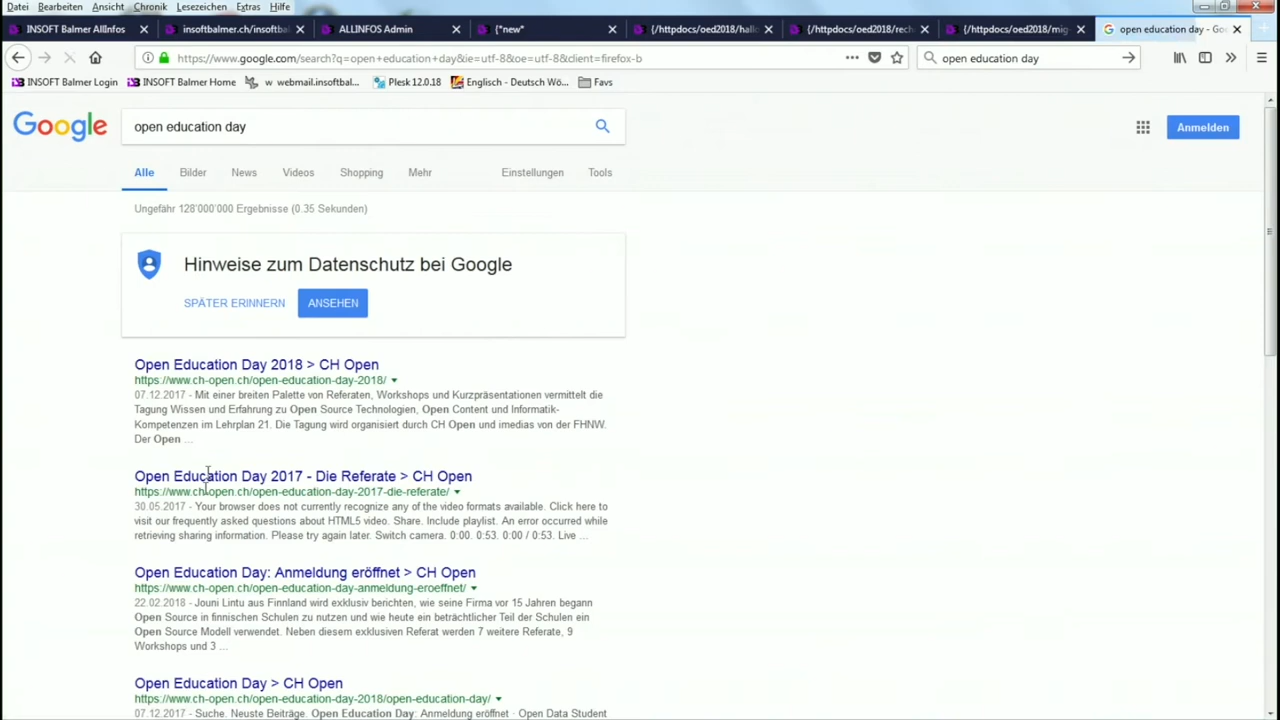 Datei Bearbeiten Ansicht Chronik Lesezeichen Extras Hilfe
INSOFT Balmer AllInfos insoftbalmer.ch/insoftbal ALLINFOS Admin {"new" {/httpdocs/oed2018/hallo {/httpdocs/oed2018/rech {/httpdocs/oed2018/mig open education day - Goo
https://www.google.com/search?q=open+education+day&ie=utf-8&oe=utf-8&client=firefox-b open education day
INSOFT Balmer Login INSOFT Balmer Home w webmail.insoftbal... Plesk 12.0.18 Englisch - Deutsch Wö... Favs
Google open education day Anmelden
Alle Bilder News Videos Shopping Mehr Einstellungen Tools
Ungefähr 128'000'000 Ergebnisse (0.35 Sekunden)
Hinweise zum Datenschutz bei Google
SPÄTER ERINNERN ANSEHEN
Open Education Day 2018 > CH Open
https://www.ch-open.ch/open-education-day-2018/
07.12.2017 - Mit einer breiten Palette von Referaten, Workshops und Kurzpräsentationen vermittelt die
Tagung Wissen und Erfahrung zu Open Source Technologien, Open Content und Informatik-
Kompetenzen im Lehrplan 21. Die Tagung wird organisiert durch CH Open und imedias von der FHNW.
Der Open ...
Open Education Day 2017 - Die Referate > CH Open
https://www.ch-open.ch/open-education-day-2017-die-referate/
30.05.2017 - Your browser does not currently recognize any of the video formats available. Click here to
visit our frequently asked questions about HTML5 video. Share. Include playlist. An error occurred while
retrieving sharing information. Please try again later. Switch camera. 0:00. 0:53. 0:00 / 0:53. Live ...
Open Education Day: Anmeldung eröffnet > CH Open
https://www.ch-open.ch/open-education-day-anmeldung-eroeffnet/
22.02.2018 - Jouni Lintu aus Finnland wird exklusiv berichten, wie seine Firma vor 15 Jahren begann
Open Source in finnischen Schulen zu nutzen und wie heute ein beträchtlicher Teil der Schulen ein
Open Source Modell verwendet. Neben diesem exklusiven Referat werden 7 weitere Referate, 9
Workshops und 3 ...
Open Education Day > CH Open
https://www.ch-open.ch/open-education-day-2018/open-education-day/
07.12.2017 - Suche. Neuste Beiträge. Open Education Day: Anmeldung eröffnet · Open Data Student